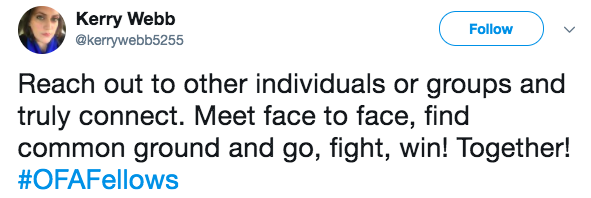 Kerry Webb
@kerrywebb5255
Follow
Reach out to other individuals or groups and
truly connect. Meet face to face, find
common ground and go, fight, win! Together!
#OFAFellows